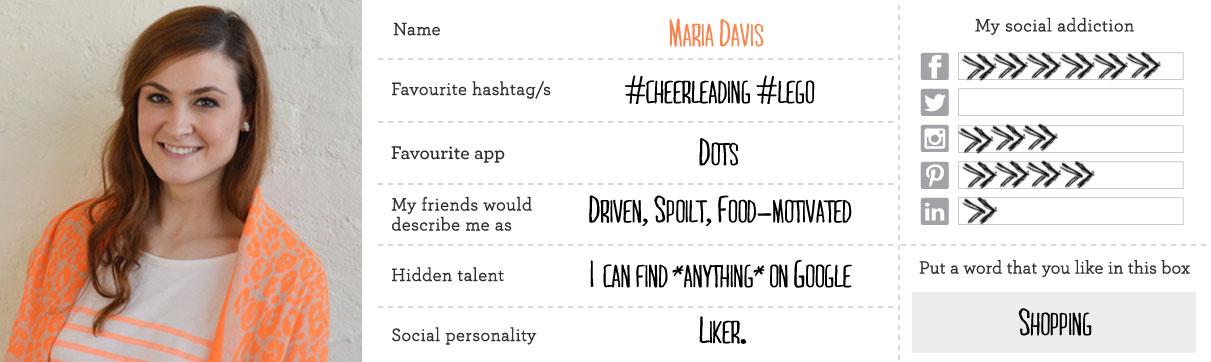 Name
MARIA DAVIS
Favourite hashtag/s
#CHEERLEADING #LEGO
Favourite app
DOTS
My friends would
describe me as
DRIVEN, SPOILT, FOOD-MOTIVATED
Hidden talent
I CAN FIND *ANYTHING* ON GOOGLE
Social personality
LIKER.
My social addiction
f
in
Put a word that you like in this box
SHOPPING